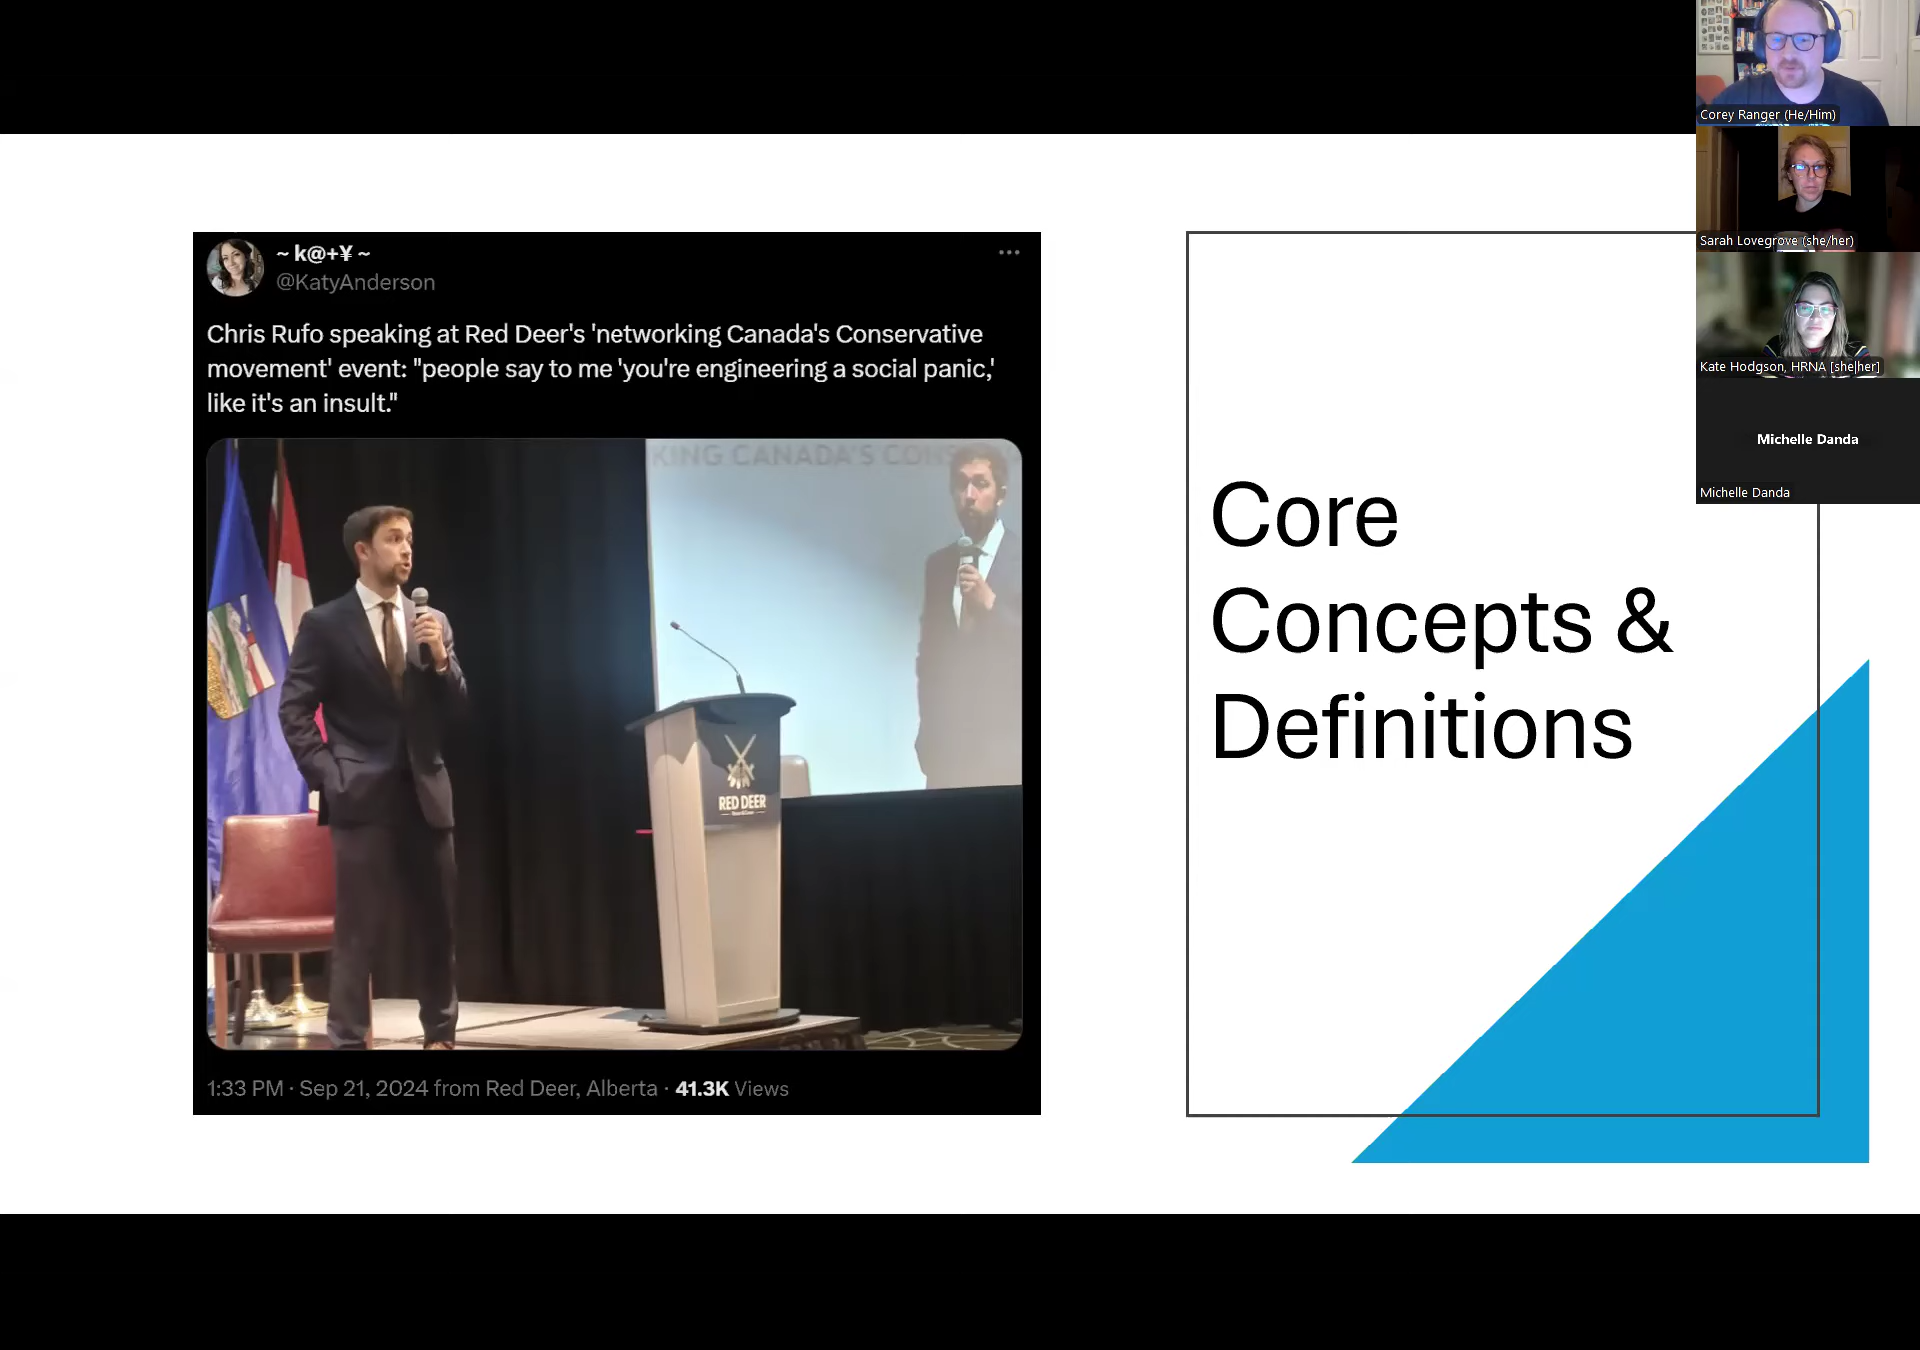 ~ k@+¥ ~
@KatyAnderson
Chris Rufo speaking at Red Deer's 'networking Canada's Conservative
movement' event: "people say to me 'you're engineering a social panic,'
like it's an insult."
KING CANADA'S CONS
RED DEER
1:33 PM · Sep 21, 2024 from Red Deer, Alberta · 41.3K Views
Core
Concepts &
Definitions
Corey Ranger (He/Him)
Sarah Lovegrove (she/her)
Kate Hodgson, HRNA [she|her]
Michelle Danda
Michelle Danda